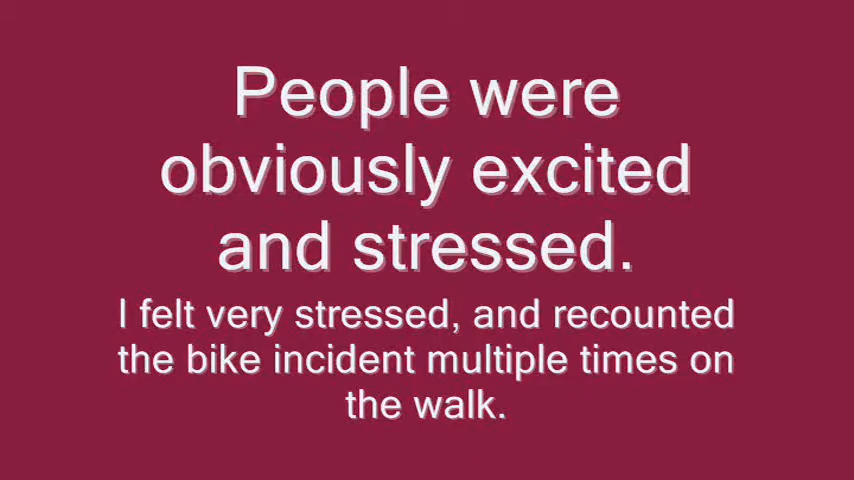 People were
obviously excited
and stressed.
I felt very stressed, and recounted
the bike incident multiple times on
the walk.